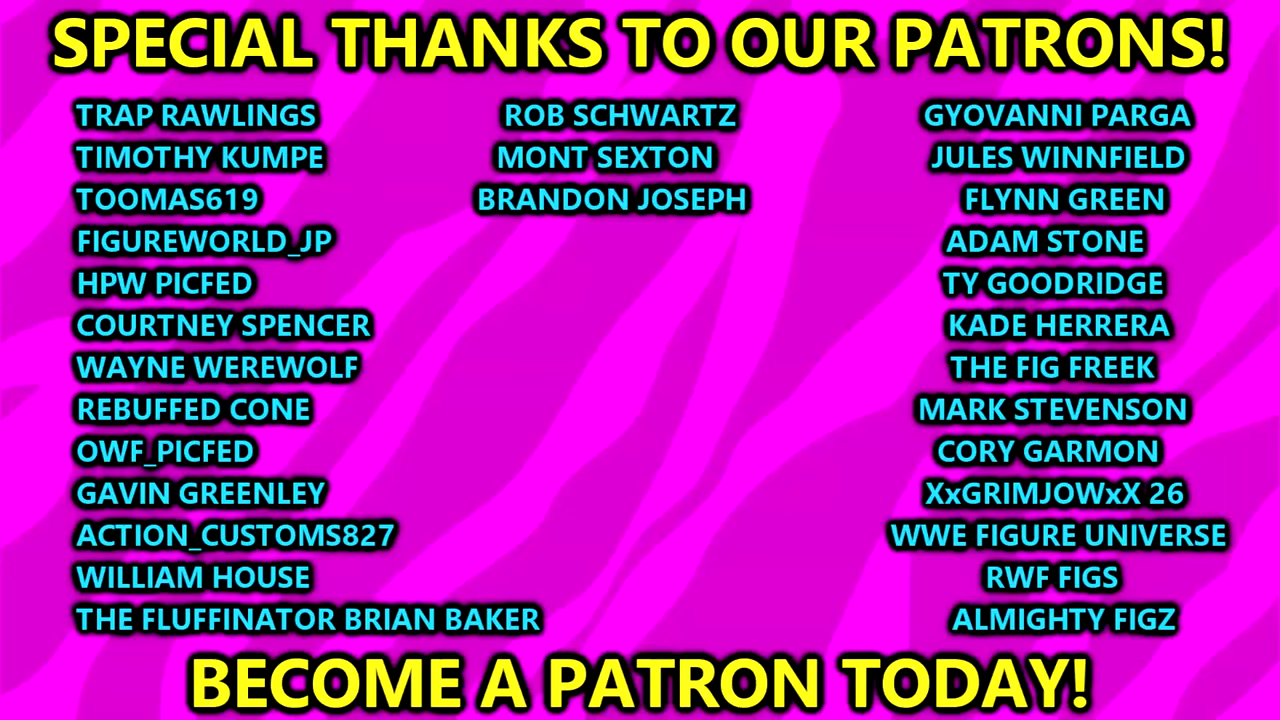 SPECIAL THANKS TO OUR PATRONS!
TRAP RAWLINGS
TIMOTHY KUMPE
TOOMAS619
FIGUREWORLD_JP
HPW PICFED
COURTNEY SPENCER
WAYNE WEREWOLF
REBUFFED CONE
OWF_PICFED
GAVIN GREENLEY
ACTION_CUSTOMS827
WILLIAM HOUSE
THE FLUFFINATOR BRIAN BAKER
ROB SCHWARTZ
MONT SEXTON
BRANDON JOSEPH
GYOVANNI PARGA
JULES WINNFIELD
FLYNN GREEN
ADAM STONE
TY GOODRIDGE
KADE HERRERA
THE FIG FREEK
MARK STEVENSON
CORY GARMON
XxGRIMJOWxX 26
WWE FIGURE UNIVERSE
RWF FIGS
ALMIGHTY FIGZ
BECOME A PATRON TODAY!